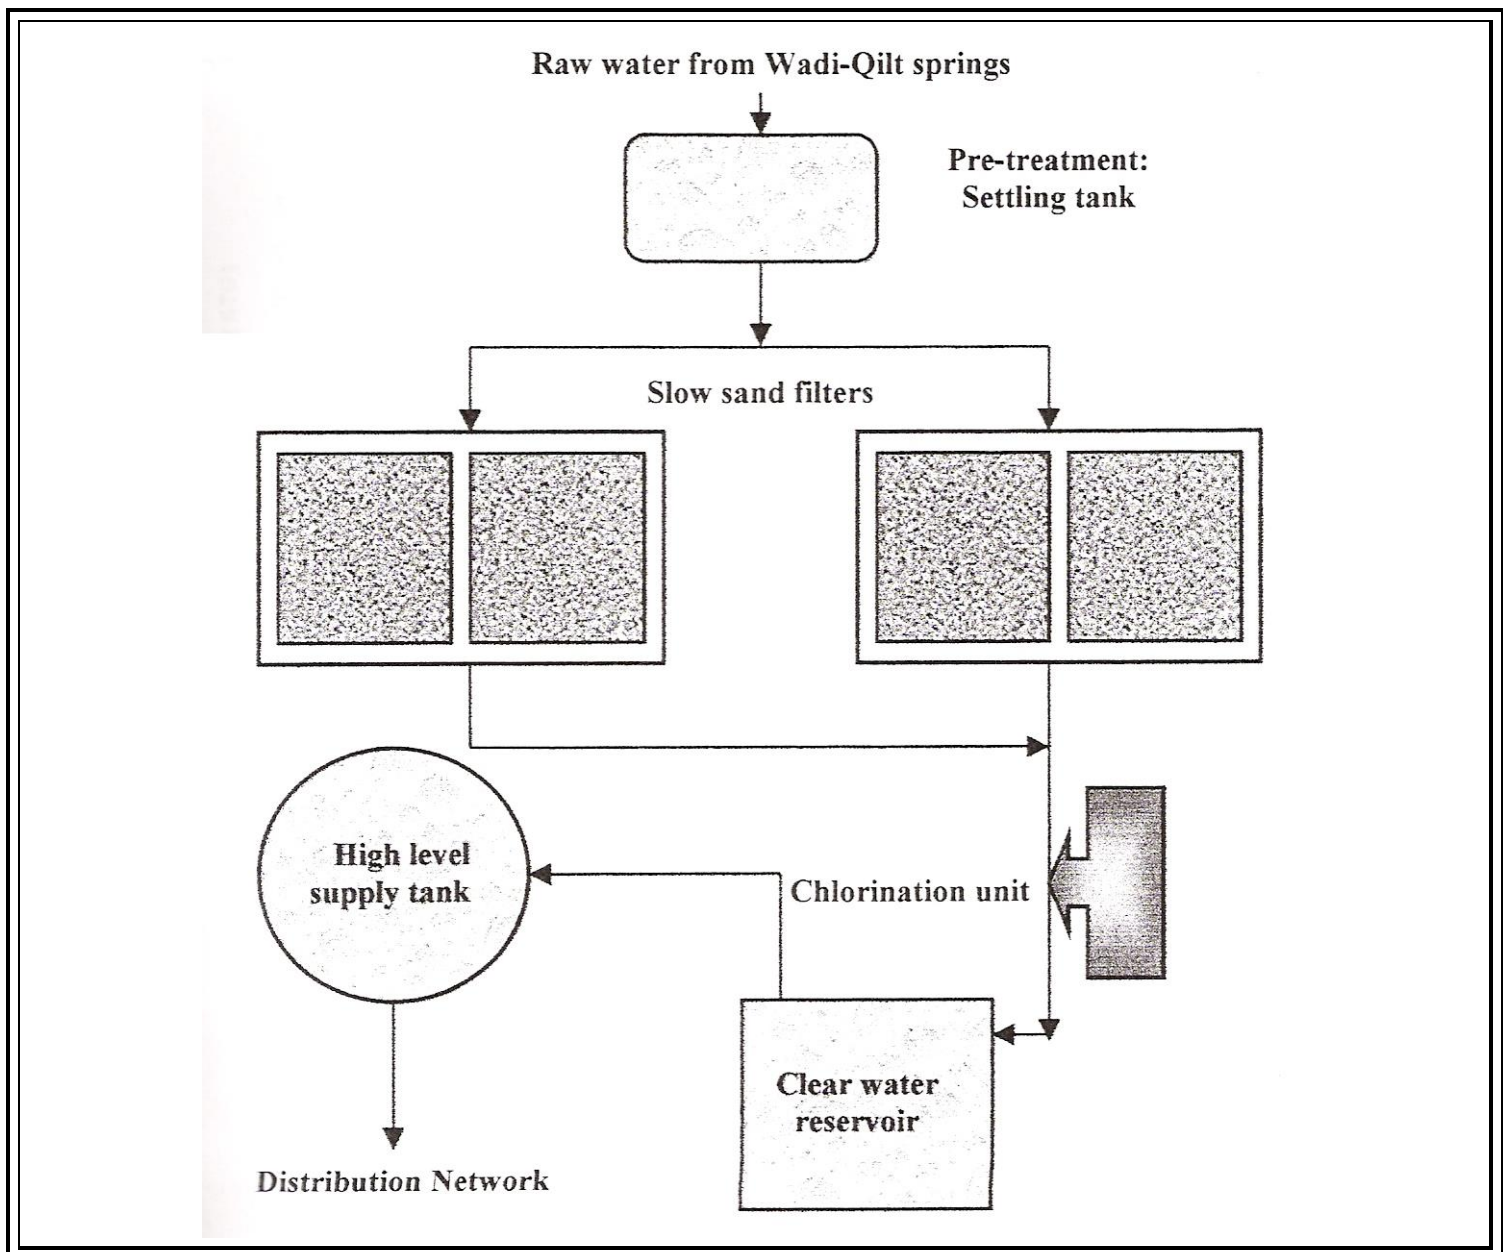 Raw water from Wadi-Qilt springs
Pre-treatment:
Settling tank
Slow sand filters
High level
supply tank
Chlorination unit
Clear water
reservoir
Distribution Network